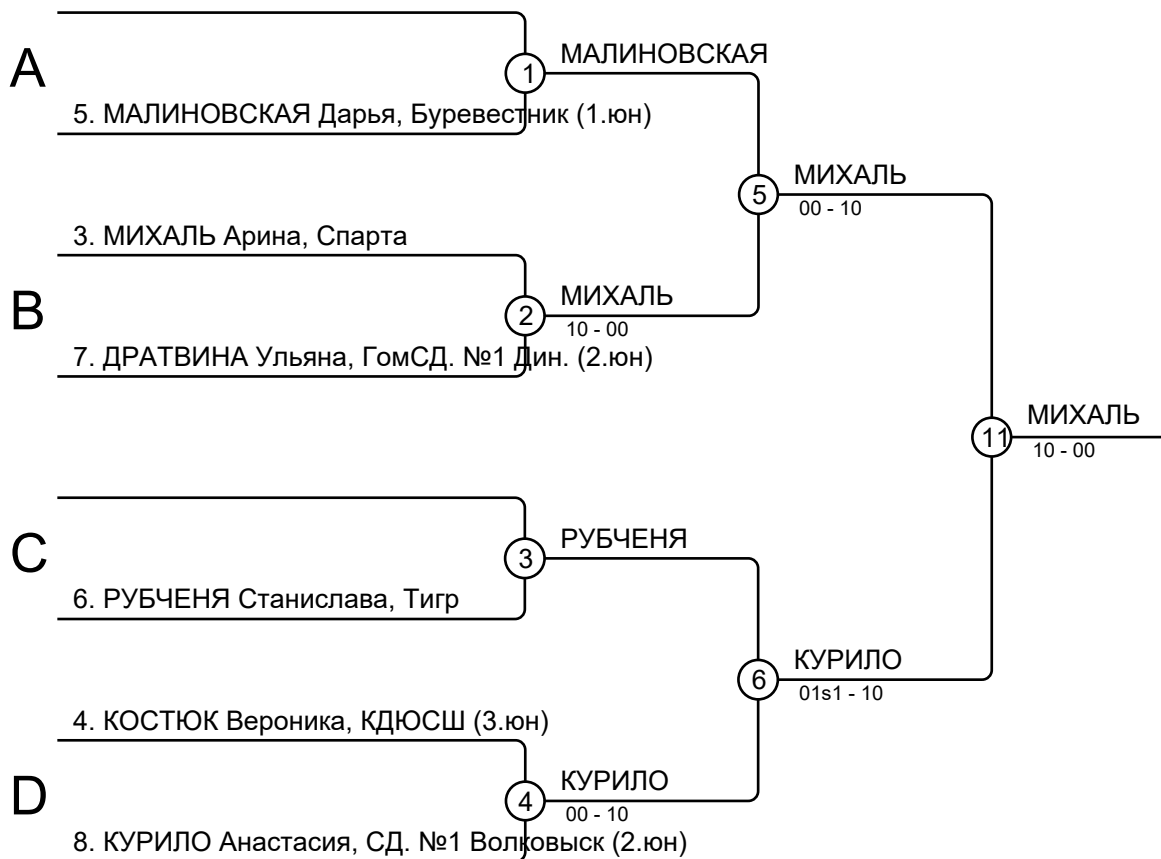 A
1
МАЛИНОВСКАЯ
5. МАЛИНОВСКАЯ Дарья, Буревестник (1.юн)
5
МИХАЛЬ
00 - 10
3. МИХАЛЬ Арина, Спарта
B
2
МИХАЛЬ
10 - 00
7. ДРАТВИНА Ульяна, ГомСД. №1 Дин. (2.юн)
11
МИХАЛЬ
10 - 00
C
3
РУБЧЕНЯ
6. РУБЧЕНЯ Станислава, Тигр
6
КУРИЛО
01s1 - 10
4. КОСТЮК Вероника, КДЮСШ (3.юн)
D
4
КУРИЛО
00 - 10
8. КУРИЛО Анастасия, СД. №1 Волковыск (2.юн)